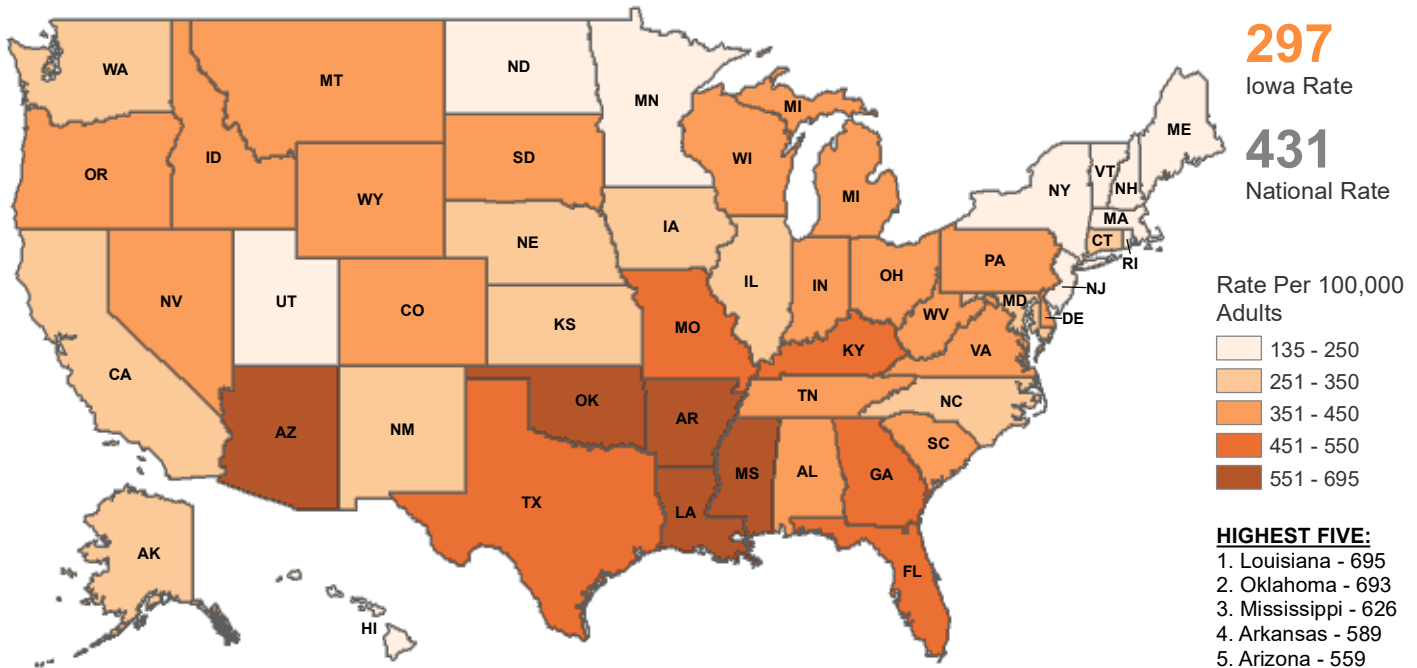 WA
MT
ND
MN
ME
MI
VT
NH
OR
ID
SD
WI
NY
WY
MI
MA
IA
CT
RI
NE
PA
NV
UT
CO
IL
IN
OH
NJ
MD
DE
KS
MO
WV
KY
VA
CA
TN
NC
AZ
NM
OK
AR
SC
TX
MS
AL
GA
LA
AK
FL
HI
297
Iowa Rate
431
National Rate
Rate Per 100,000
Adults
135 - 250
251 - 350
351 - 450
451 - 550
551 - 695
HIGHEST FIVE:
1. Louisiana - 695
2. Oklahoma - 693
3. Mississippi - 626
4. Arkansas - 589
5. Arizona - 559